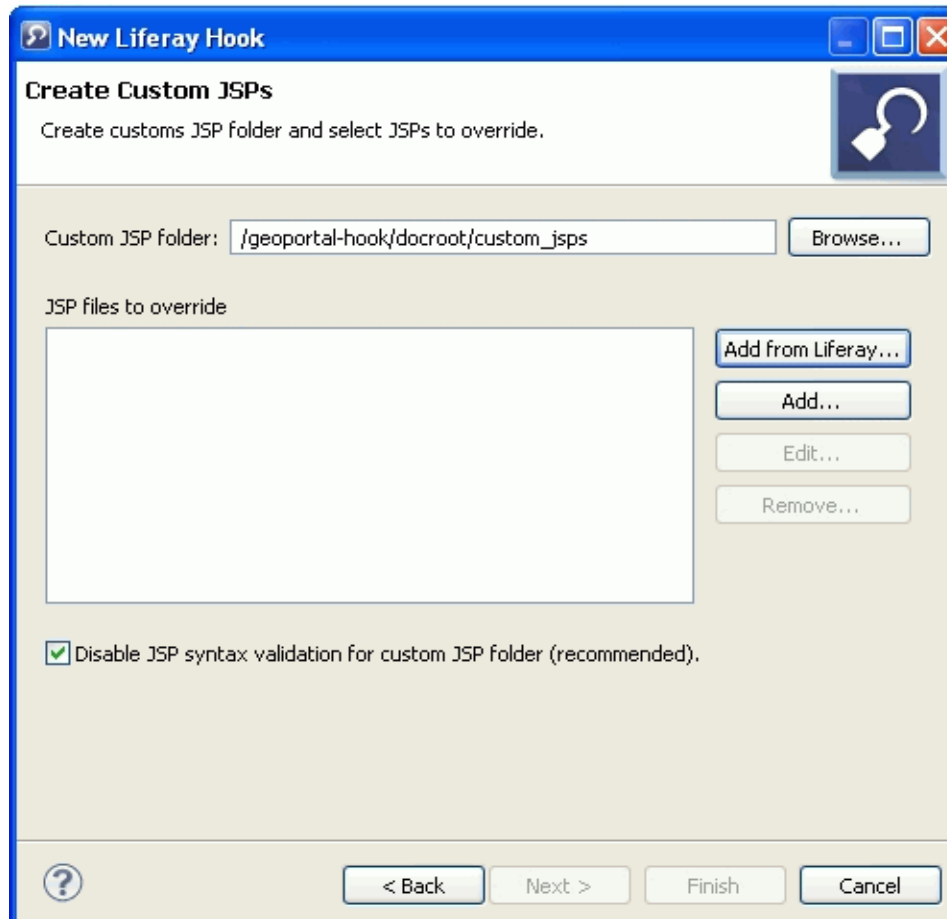 New Liferay Hook
Create Custom JSPs
Create customs JSP folder and select JSPs to override.
Custom JSP folder: /geoportal-hook/docroot/custom_jsps Browse...
JSP files to override
Add from Liferay...
Add...
Edit...
Remove...
Disable JSP syntax validation for custom JSP folder (recommended).
? < Back Next > Finish Cancel